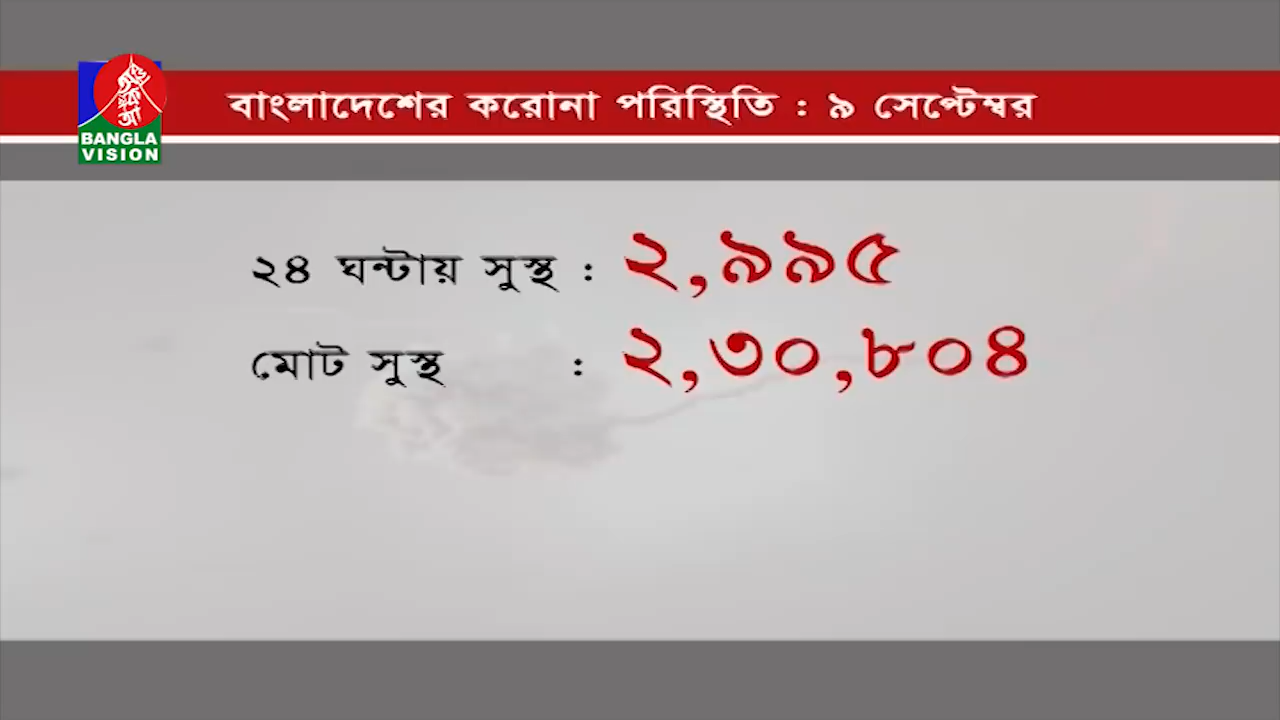 বাংলাদেশের করোনা পরিস্থিতি : ৯ সেপ্টেম্বর
BANGLA
VISION
২৪ ঘন্টায় সুস্থ : ২,৯৯৫
মোট সুস্থ : ২,৩০,৮০৪